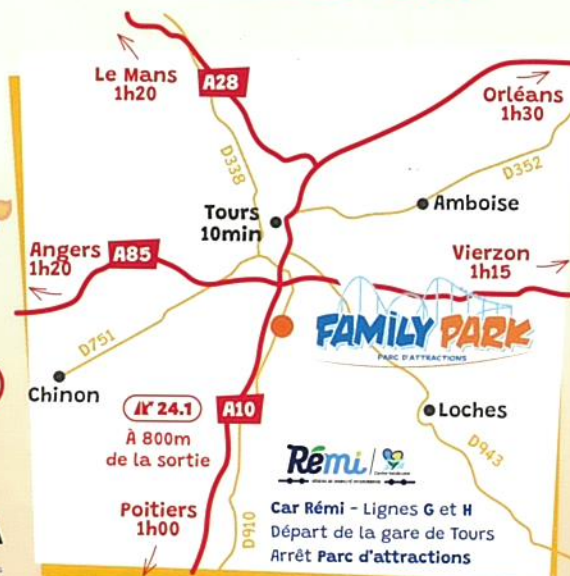 Le Mans
1h20
A28
Orléans
1h30
D338
D352
Tours
10min
Amboise
Angers
1h20
A85
Vierzon
1h15
FAMILY PARK
PARC D'ATTRACTIONS
D751
Chinon
24.1
A10
À 800m
de la sortie
Loches
D943
Rémi
Poitiers
1h00
D910
Car Rémi - Lignes G et H
Départ de la gare de Tours
Arrêt Parc d'attractions